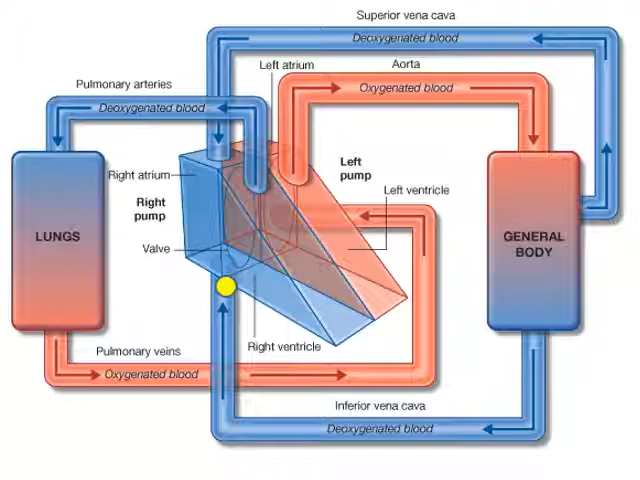 Superior vena cava
Deoxygenated blood
Left atrium
Aorta
Pulmonary arteries
Oxygenated blood
Deoxygenated blood
Left
pump
Right atrium
Left ventricle
Right
pump
LUNGS
GENERAL
BODY
Valve
Right ventricle
Pulmonary veins
Oxygenated blood
Inferior vena cava
Deoxygenated blood